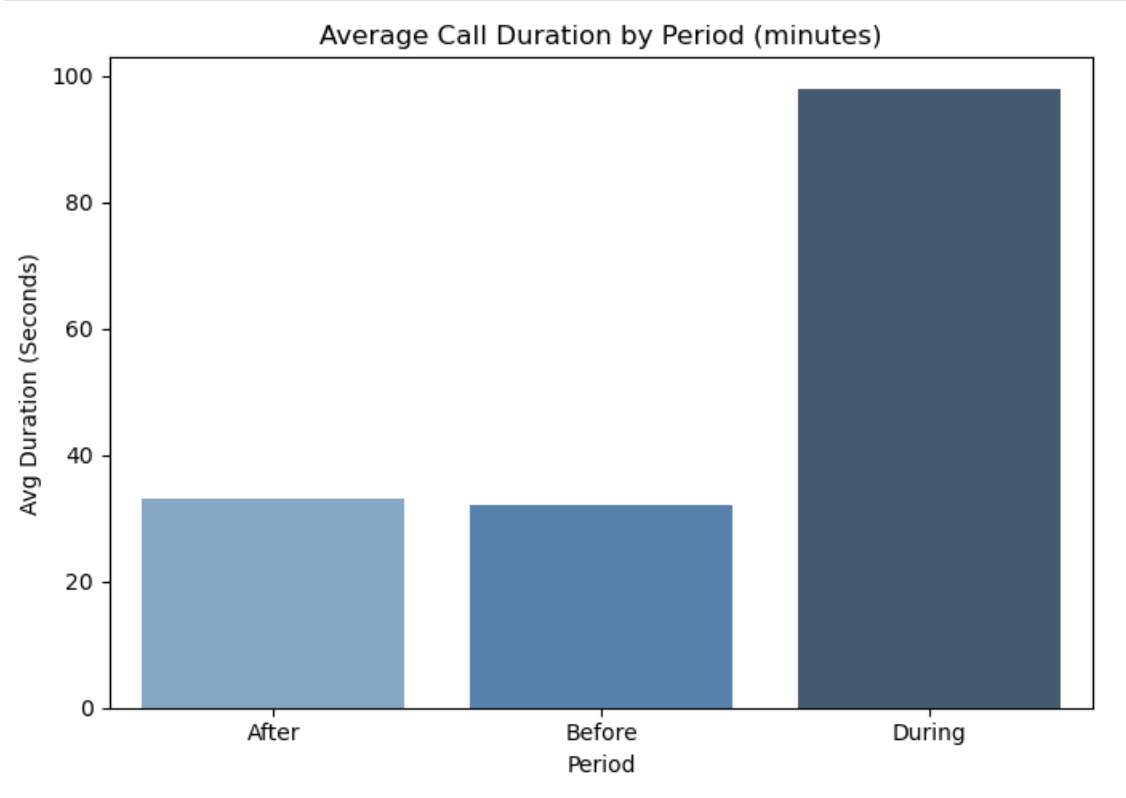 Average Call Duration by Period (minutes)
Avg Duration (Seconds)
100
80
60
40
20
0
After Before During
Period